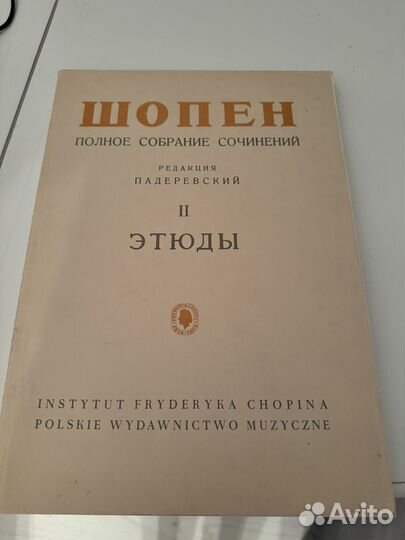 ШОПЕН
ПОЛНОЕ СОБРАНИЕ СОЧИНЕНИЙ
РЕДАКЦИЯ
ПАДЕРЕВСКИЙ
II
ЭТЮДЫ
INSTYTUT FRYDERYKA CHOPINA
POLSKIE WYDAWNICTWO MUZYCZNE
Avito